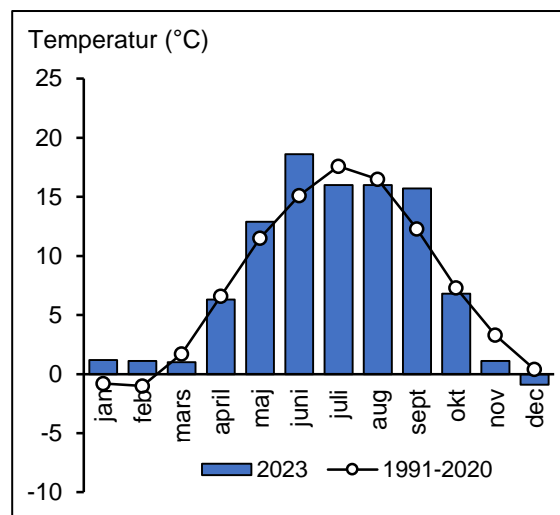 Temperatur (°C)
25
20
15
10
5
0
-5
-10
jan
feb
mars
april
maj
juni
juli
aug
sept
okt
nov
dec
2023
1991-2020